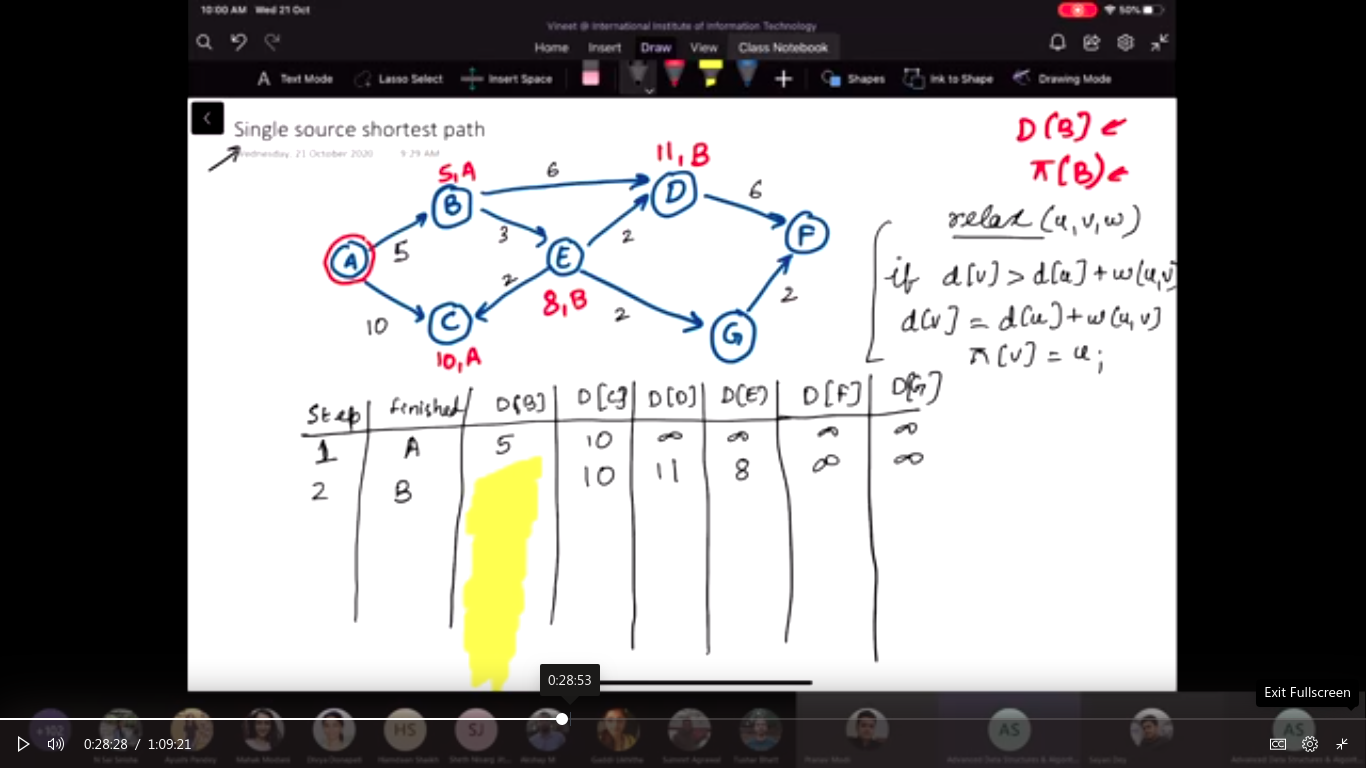 10:00 AM Wed 21 Oct
50%
Vineet @ International Institute of Information Technology
Home Insert Draw View Class Notebook
Text Mode Lasso Select Insert Space Shapes Ink to Shape Drawing Mode
Single source shortest path
Wednesday, 21 October 2020 9:29 AM
D[B] ←
π(B) ←
5, A
6
11, B
B
D
6
A
5
3
E
2
F
10
2
8, B
2
2
C
G
10, A
relax (u, v, w)
if d[v] > d[u] + w(u,v)
d[v] = d[u] + w(u,v)
π[v] = u;
Step finished D[B] D[C] D[D] D[E] D[F] D[G]
1 A 5 10 ∞ ∞ ∞ ∞
2 B 10 11 8 ∞ ∞
0:28:53
Exit Fullscreen
HS SJ AS AS
0:28:28 / 1:09:21
CC